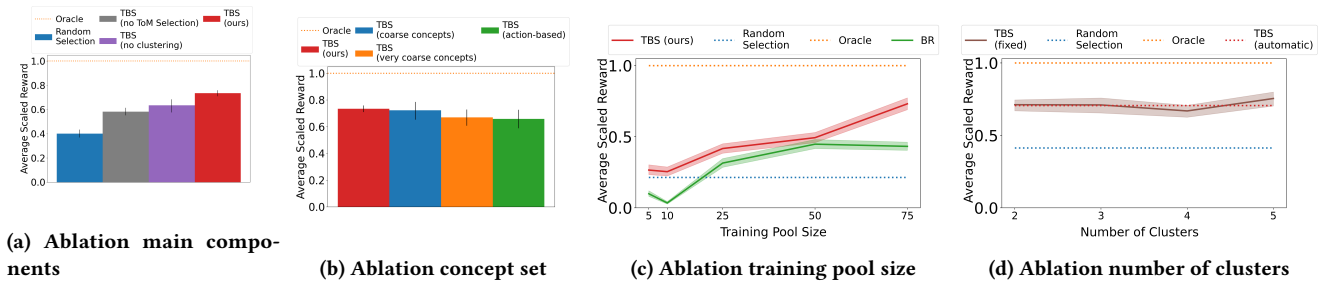 Oracle
Random
Selection
TBS
(no ToM Selection)
TBS
(no clustering)
TBS
(ours)
Average Scaled Reward
1.0
0.8
0.6
0.4
0.2
0.0
(a) Ablation main compo-
nents
Oracle
TBS
(ours)
TBS
(coarse concepts)
TBS
(very coarse concepts)
TBS
(action-based)
Average Scaled Reward
1.0
0.8
0.6
0.4
0.2
0.0
(b) Ablation concept set
TBS (ours)
Random
Selection
Oracle
BR
Average Scaled Reward
1.0
0.5
0.0
5 10 25 50 75
Training Pool Size
(c) Ablation training pool size
TBS
(fixed)
Random
Selection
Oracle
TBS
(automatic)
Average Scaled Reward
1.0
0.5
0.0
2 3 4 5
Number of Clusters
(d) Ablation number of clusters